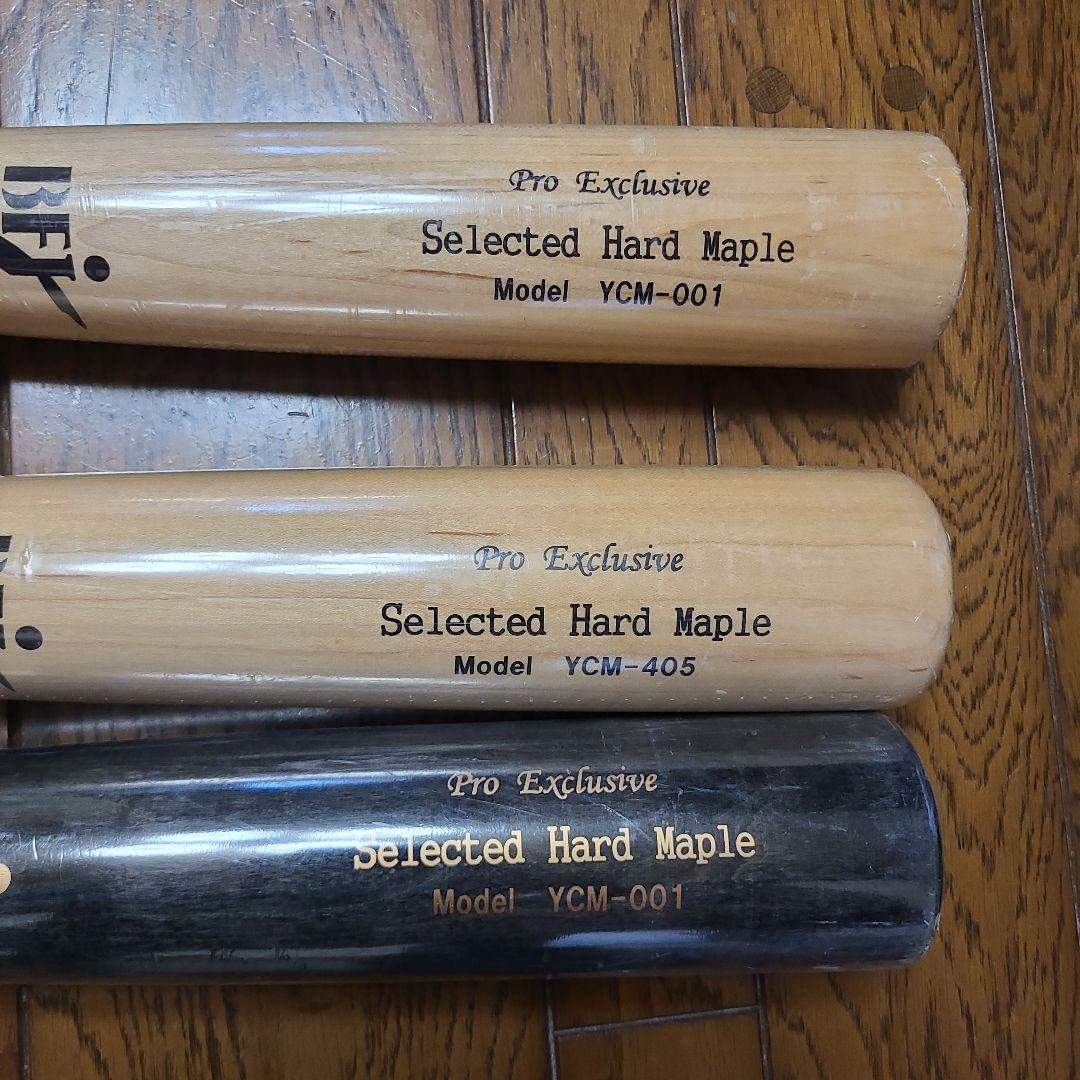 BFJ
Pro Exclusive
Selected Hard Maple
Model YCM-001
Pro Exclusive
Selected Hard Maple
Model YCM-405
Pro Exclusive
Selected Hard Maple
Model YCM-001